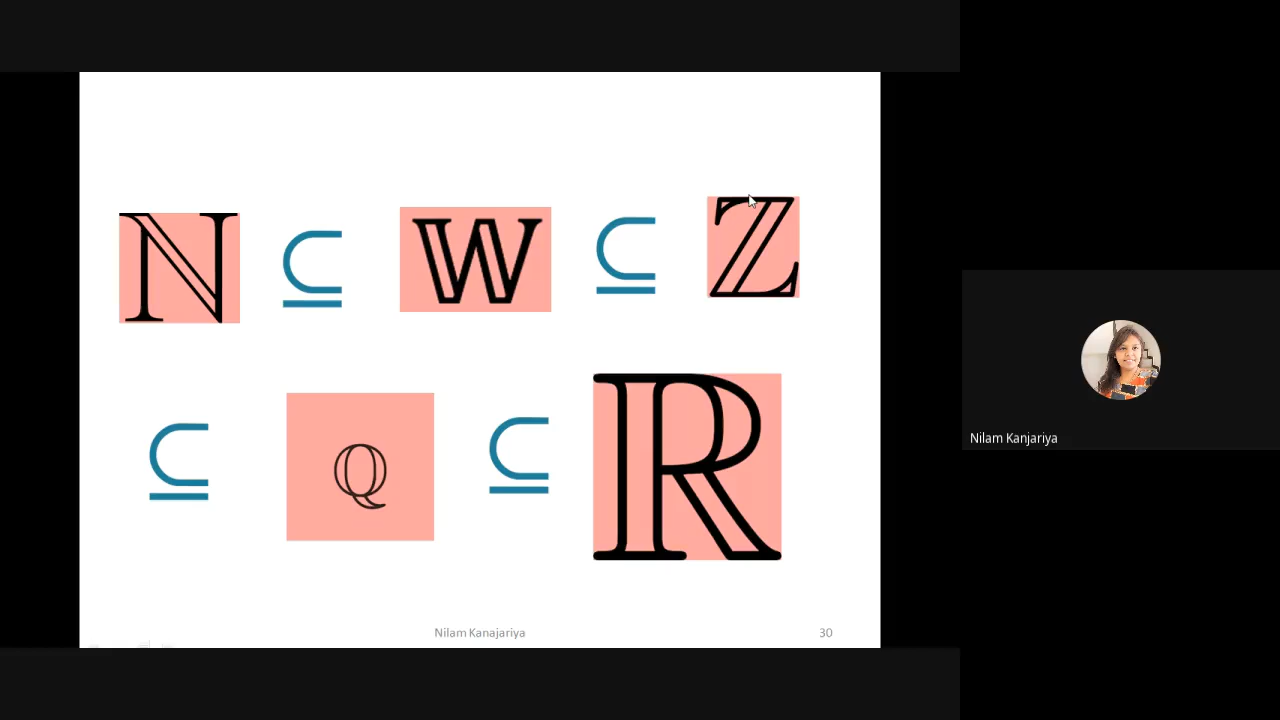 ℕ ⊆ 𝕎 ⊆ ℤ
⊆ ℚ ⊆ ℝ
Nilam Kanajariya 30
Nilam Kanjariya